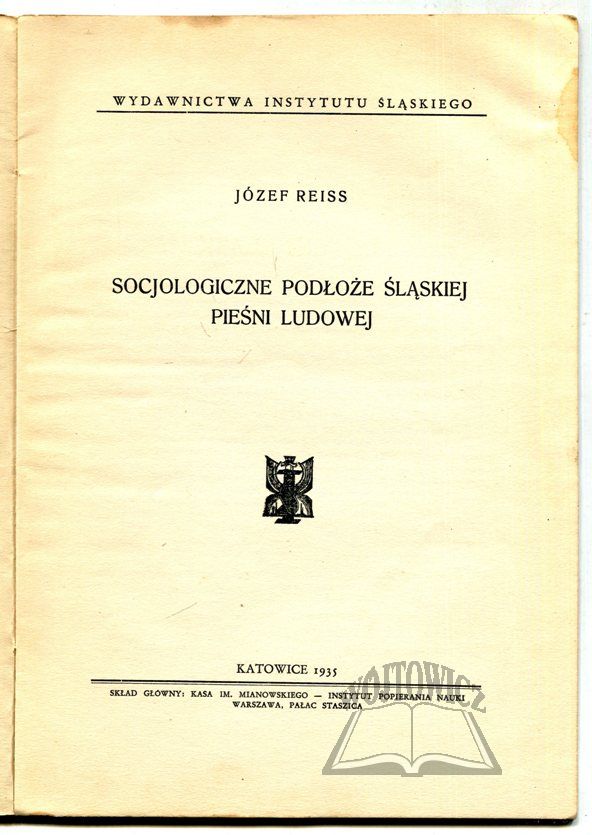 WYDAWNICTWA INSTYTUTU ŚLĄSKIEGO
JÓZEF REISS
SOCJOLOGICZNE PODŁOŻE ŚLĄSKIEJ
PIEŚNI LUDOWEJ
KATOWICE 1935
SKŁAD GŁÓWNY: KASA IM. MIANOWSKIEGO — INSTYTUT POPIERANIA NAUKI
WARSZAWA, PAŁAC STASZICA
WÓJTOWICZ